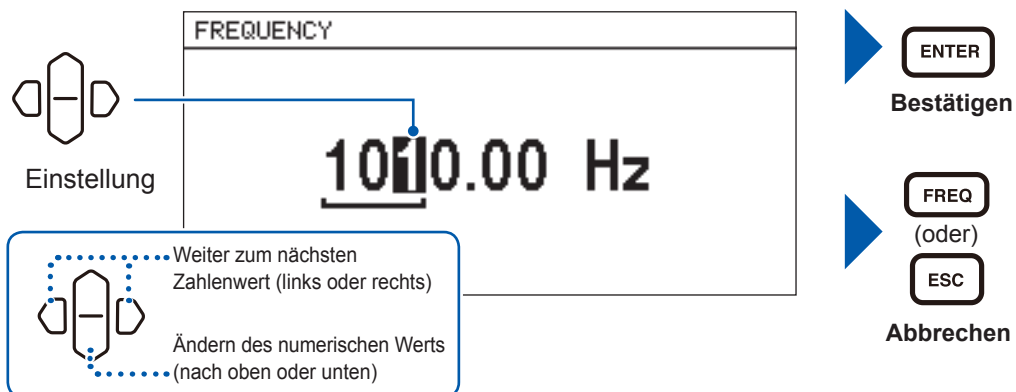 FREQUENCY
Einstellung
1010.00 Hz
Weiter zum nächsten
Zahlenwert (links oder rechts)
Ändern des numerischen Werts
(nach oben oder unten)
ENTER
Bestätigen
FREQ
(oder)
ESC
Abbrechen